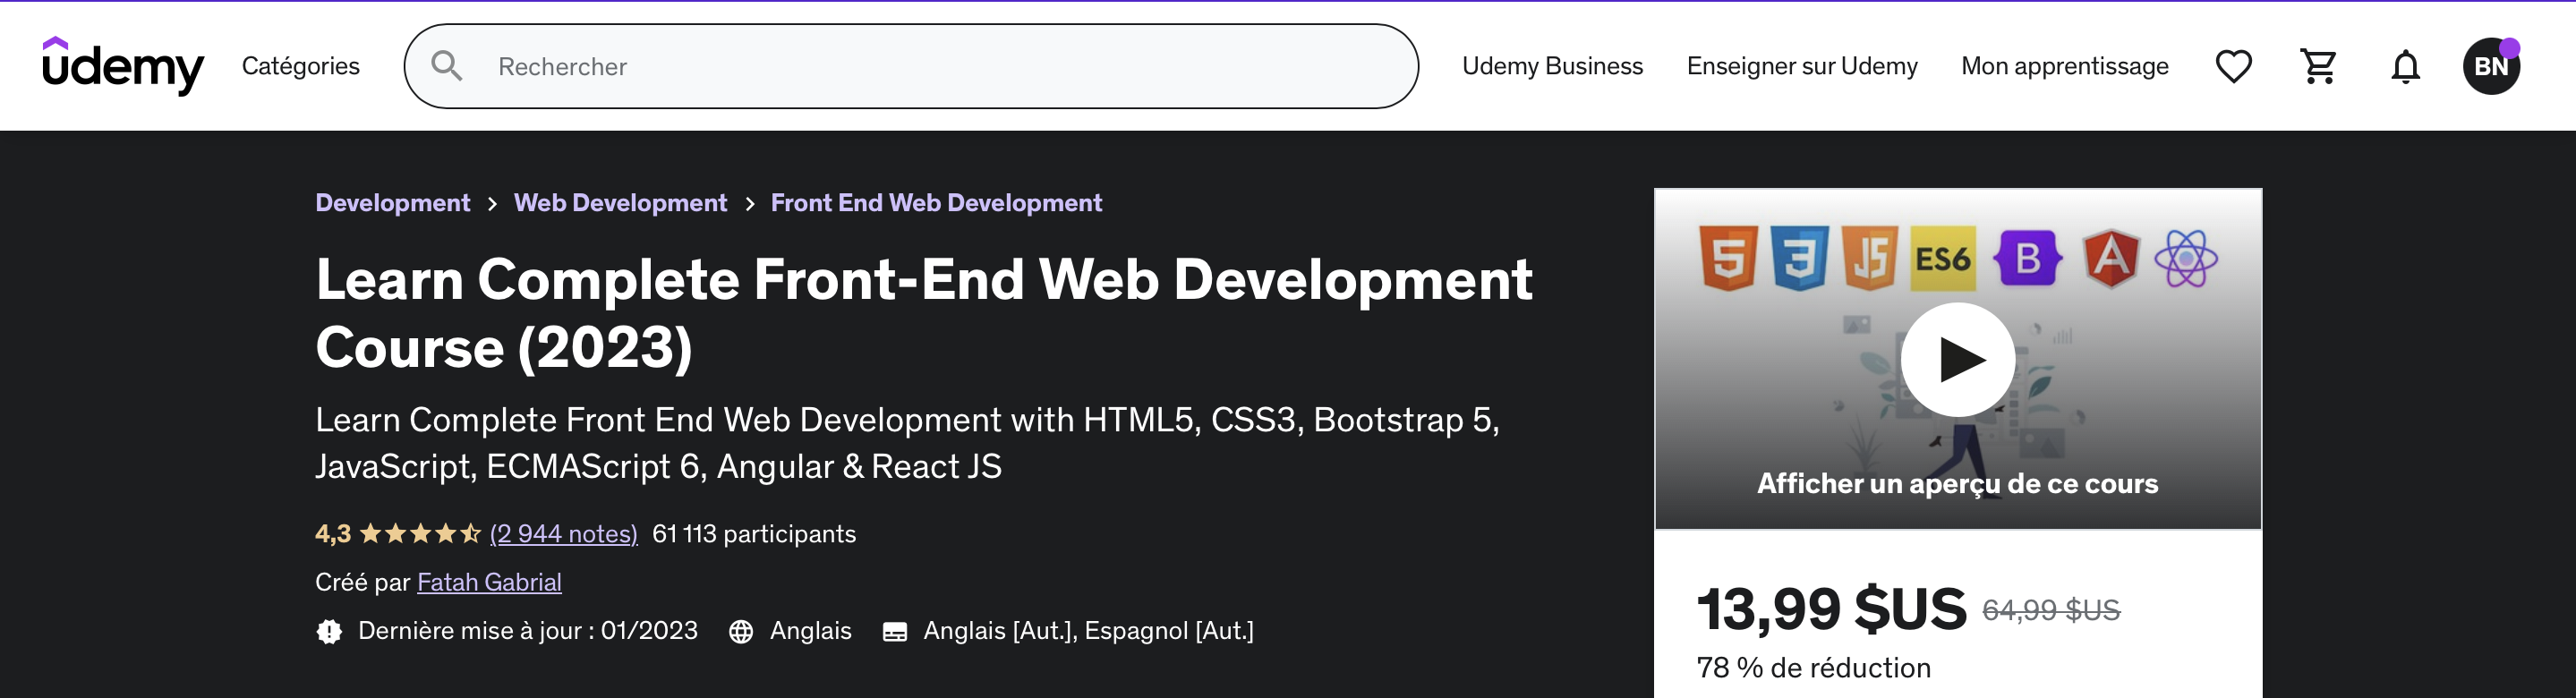 udemy
Catégories
Rechercher
Udemy Business
Enseigner sur Udemy
Mon apprentissage
BN
Development > Web Development > Front End Web Development
Learn Complete Front-End Web Development
Course (2023)
Learn Complete Front End Web Development with HTML5, CSS3, Bootstrap 5,
JavaScript, ECMAScript 6, Angular & React JS
4,3 (2 944 notes) 61 113 participants
Créé par Fatah Gabrial
Dernière mise à jour : 01/2023 Anglais Anglais [Aut.], Espagnol [Aut.]
5 3 JS ES6 B A
Afficher un aperçu de ce cours
13,99 $US 64,99 $US
78 % de réduction